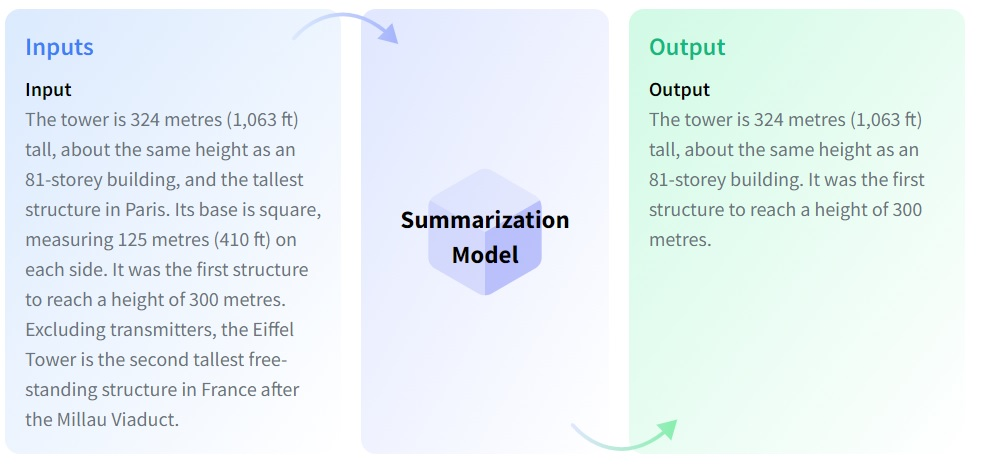 Inputs
Input
The tower is 324 metres (1,063 ft)
tall, about the same height as an
81-storey building, and the tallest
structure in Paris. Its base is square,
measuring 125 metres (410 ft) on
each side. It was the first structure
to reach a height of 300 metres.
Excluding transmitters, the Eiffel
Tower is the second tallest free-
standing structure in France after
the Millau Viaduct.
Summarization
Model
Output
Output
The tower is 324 metres (1,063 ft)
tall, about the same height as an
81-storey building. It was the first
structure to reach a height of 300
metres.